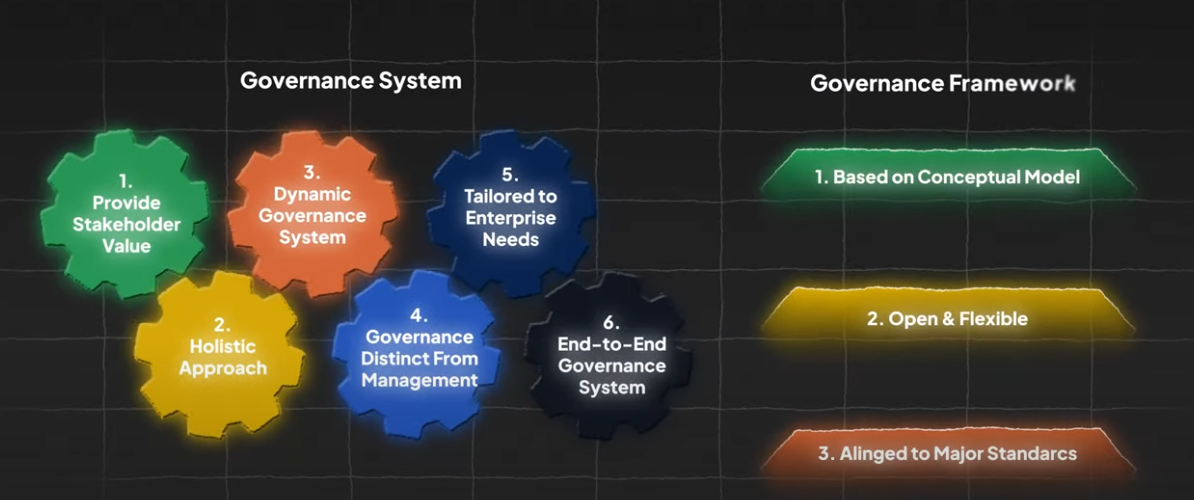 Governance System
1.
Provide
Stakeholder
Value
2.
Holistic
Approach
3.
Dynamic
Governance
System
4.
Governance
Distinct From
Management
5.
Tailored to
Enterprise
Needs
6.
End-to-End
Governance
System
Governance Framework
1. Based on Conceptual Model
2. Open & Flexible
3. Alinged to Major Standarcs